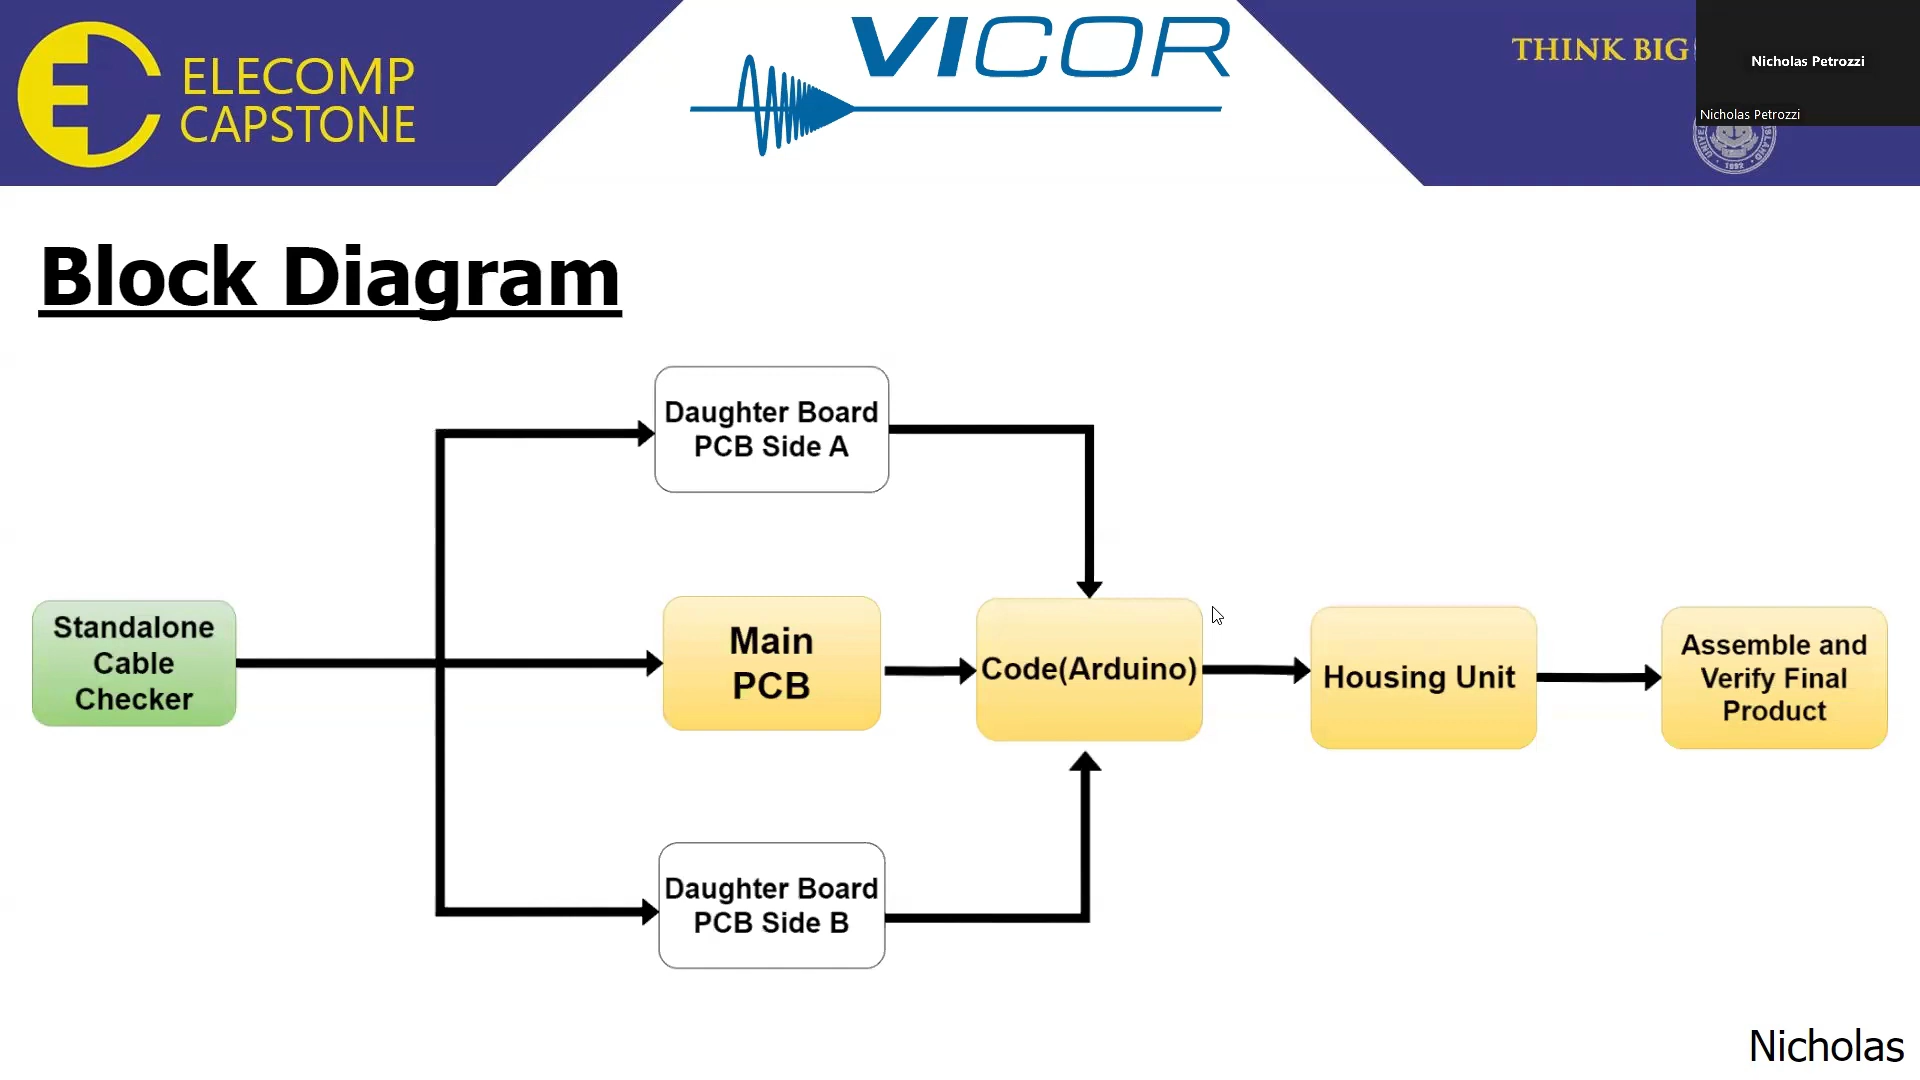 ELECOMP
CAPSTONE
VICOR
THINK BIG
Nicholas Petrozzi
Nicholas Petrozzi
1892
Block Diagram
Daughter Board
PCB Side A
Standalone
Cable
Checker
Main
PCB
Code(Arduino)
Housing Unit
Assemble and
Verify Final
Product
Daughter Board
PCB Side B
Nicholas